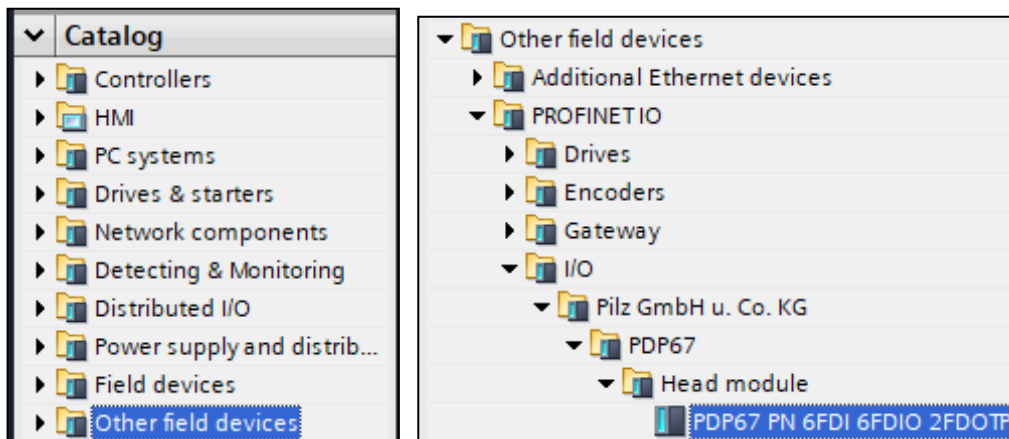 Catalog
Controllers
HMI
PC systems
Drives & starters
Network components
Detecting & Monitoring
Distributed I/O
Power supply and distrib...
Field devices
Other field devices
Other field devices
Additional Ethernet devices
PROFINET IO
Drives
Encoders
Gateway
I/O
Pilz GmbH u. Co. KG
PDP67
Head module
PDP67 PN 6FDI 6FDIO 2FDOTP